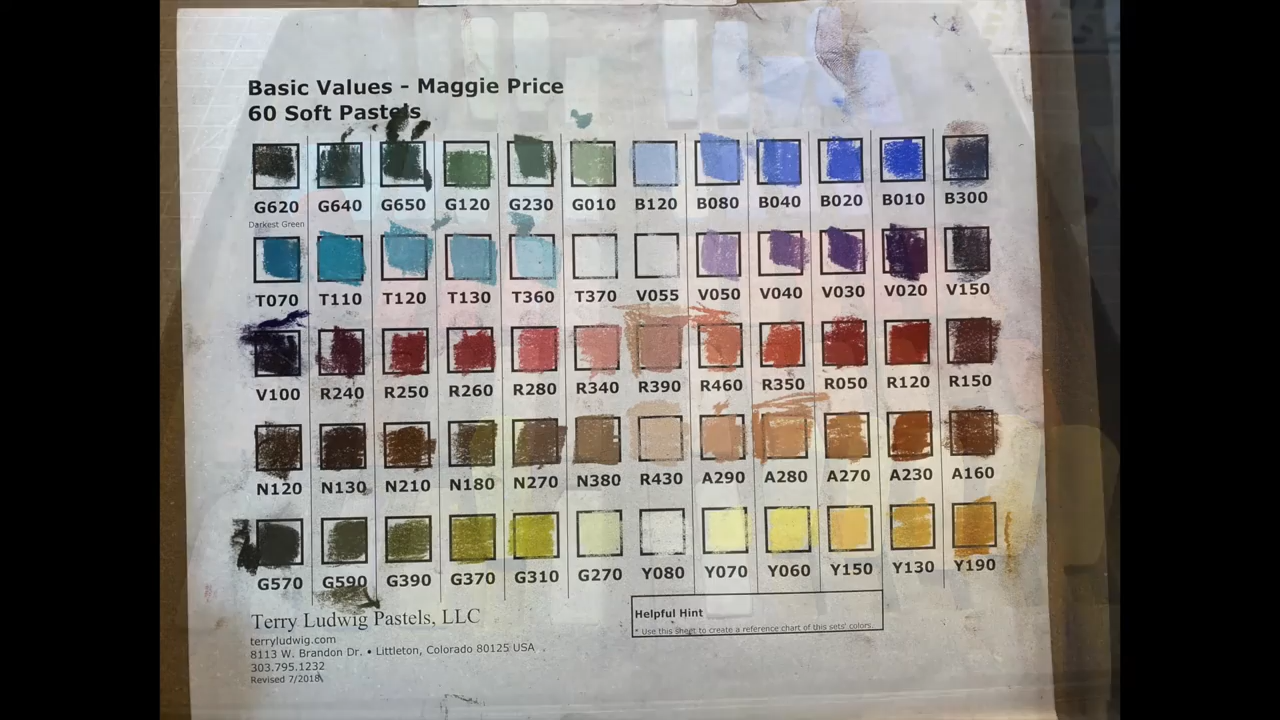 Basic Values - Maggie Price
60 Soft Pastels
G620 G640 G650 G120 G230 G010 B120 B080 B040 B020 B010 B300
Darkest Green
T070 T110 T120 T130 T360 T370 V055 V050 V040 V030 V020 V150
V100 R240 R250 R260 R280 R340 R390 R460 R350 R050 R120 R150
N120 N130 N210 N180 N270 N380 R430 A290 A280 A270 A230 A160
G570 G590 G390 G370 G310 G270 Y080 Y070 Y060 Y150 Y130 Y190
Terry Ludwig Pastels, LLC
terryludwig.com
8113 W. Brandon Dr. • Littleton, Colorado 80125 USA
303.795.1232
Revised 7/2018
Helpful Hint
* Use this sheet to create a reference chart of this sets' colors.